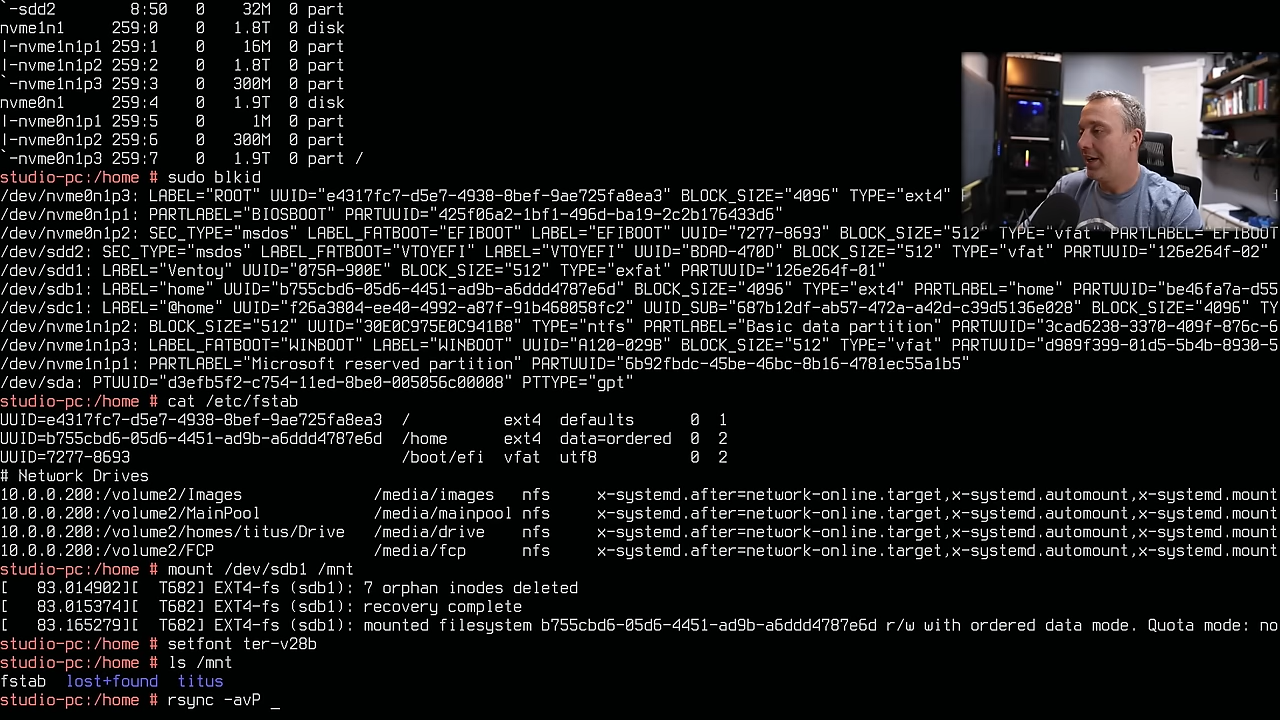 `-sdd2        8:50   0    32M  0 part
nvme1n1     259:0    0   1.8T  0 disk
|-nvme1n1p1 259:1    0    16M  0 part
|-nvme1n1p2 259:2    0   1.8T  0 part
`-nvme1n1p3 259:3    0   300M  0 part
nvme0n1     259:4    0   1.9T  0 disk
|-nvme0n1p1 259:5    0     1M  0 part
|-nvme0n1p2 259:6    0   300M  0 part
`-nvme0n1p3 259:7    0   1.9T  0 part /
studio-pc:/home # sudo blkid
/dev/nvme0n1p3: LABEL="ROOT" UUID="e4317fc7-d5e7-4938-8bef-9ae725fa8ea3" BLOCK_SIZE="4096" TYPE="ext4"
/dev/nvme0n1p1: PARTLABEL="BIOSBOOT" PARTUUID="425f06a2-1bf1-496d-ba19-2c2b176433d6"
/dev/nvme0n1p2: SEC_TYPE="msdos" LABEL_FATBOOT="EFIBOOT" LABEL="EFIBOOT" UUID="7277-8693" BLOCK_SIZE="512" TYPE="vfat" PARTLABEL="EFIBOOT
/dev/sdd2: SEC_TYPE="msdos" LABEL_FATBOOT="VTOYEFI" LABEL="VTOYEFI" UUID="BDAD-470D" BLOCK_SIZE="512" TYPE="vfat" PARTUUID="126e264f-02"
/dev/sdd1: LABEL="Ventoy" UUID="075A-900E" BLOCK_SIZE="512" TYPE="exfat" PARTUUID="126e264f-01"
/dev/sdb1: LABEL="home" UUID="b755cbd6-05d6-4451-ad9b-a6ddd4787e6d" BLOCK_SIZE="4096" TYPE="ext4" PARTLABEL="home" PARTUUID="be46fa7a-d55
/dev/sdc1: LABEL="@home" UUID="f26a3804-ee40-4992-a87f-91b468058fc2" UUID_SUB="687b12df-ab57-472a-a42d-c39d5136e028" BLOCK_SIZE="4096" TY
/dev/nvme1n1p2: BLOCK_SIZE="512" UUID="30E0C975E0C941B8" TYPE="ntfs" PARTLABEL="Basic data partition" PARTUUID="3cad6238-3370-409f-876c-6
/dev/nvme1n1p3: LABEL_FATBOOT="WINBOOT" LABEL="WINBOOT" UUID="A120-029B" BLOCK_SIZE="512" TYPE="vfat" PARTUUID="d989f399-01d5-5b4b-8930-5
/dev/nvme1n1p1: PARTLABEL="Microsoft reserved partition" PARTUUID="6b92fbdc-45be-46bc-8b16-4781ec55a1b5"
/dev/sda: PTUUID="d3efb5f2-c754-11ed-8be0-005056c00008" PTTYPE="gpt"
studio-pc:/home # cat /etc/fstab
UUID=e4317fc7-d5e7-4938-8bef-9ae725fa8ea3  /          ext4  defaults      0  1
UUID=b755cbd6-05d6-4451-ad9b-a6ddd4787e6d  /home      ext4  data=ordered  0  2
UUID=7277-8693                             /boot/efi  vfat  utf8          0  2
# Network Drives
10.0.0.200:/volume2/Images              /media/images   nfs     x-systemd.after=network-online.target,x-systemd.automount,x-systemd.mount
10.0.0.200:/volume2/MainPool            /media/mainpool nfs     x-systemd.after=network-online.target,x-systemd.automount,x-systemd.mount
10.0.0.200:/volume2/homes/titus/Drive   /media/drive    nfs     x-systemd.after=network-online.target,x-systemd.automount,x-systemd.mount
10.0.0.200:/volume2/FCP                 /media/fcp      nfs     x-systemd.after=network-online.target,x-systemd.automount,x-systemd.mount
studio-pc:/home # mount /dev/sdb1 /mnt
[   83.014902][  T682] EXT4-fs (sdb1): 7 orphan inodes deleted
[   83.015374][  T682] EXT4-fs (sdb1): recovery complete
[   83.165279][  T682] EXT4-fs (sdb1): mounted filesystem b755cbd6-05d6-4451-ad9b-a6ddd4787e6d r/w with ordered data mode. Quota mode: no
studio-pc:/home # setfont ter-v28b
studio-pc:/home # ls /mnt
fstab  lost+found  titus
studio-pc:/home # rsync -avP _